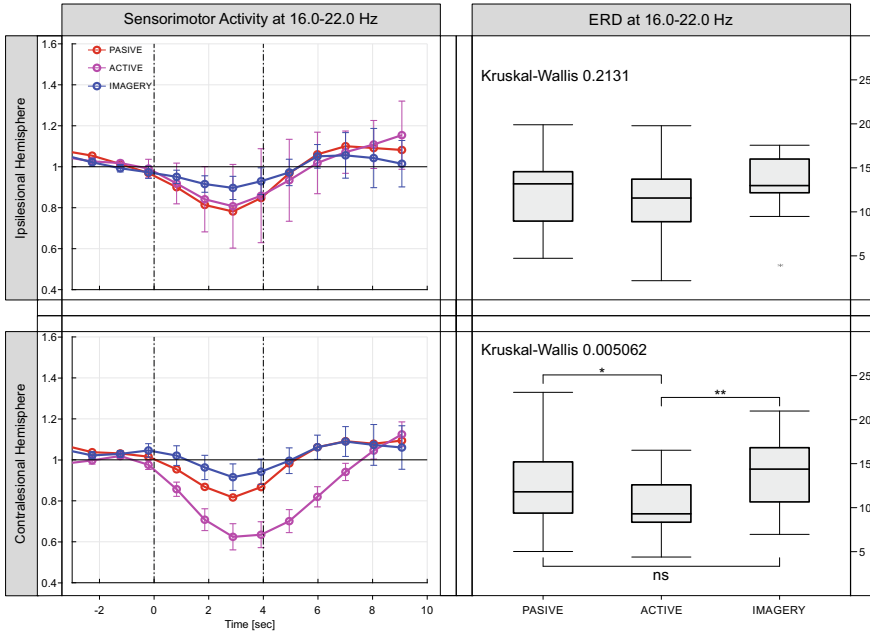 Sensorimotor Activity at 16.0-22.0 Hz
ERD at 16.0-22.0 Hz
Ipsilesional Hemisphere
1.6
1.4
1.2
1
0.8
0.6
0.4
PASIVE
ACTIVE
IMAGERY
Kruskal-Wallis 0.2131
25
20
15
10
5
Contralesional Hemisphere
1.6
1.4
1.2
1
0.8
0.6
0.4
-2
0
2
4
6
8
10
Time [sec]
Kruskal-Wallis 0.005062
*
**
ns
25
20
15
10
5
PASIVE
ACTIVE
IMAGERY